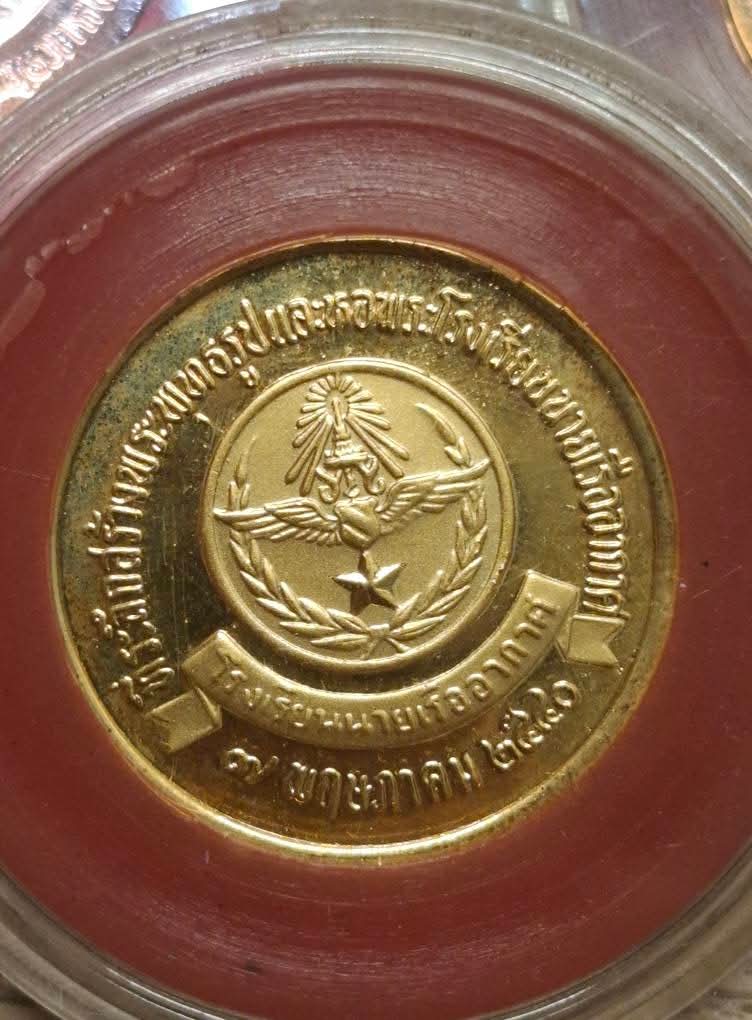 ที่ระลึกสร้างพระพุทธรูปและหอพระโรงเรียนนายเรืออากาศ
โรงเรียนนายเรืออากาศ
๗ พฤษภาคม ๒๕๔๐